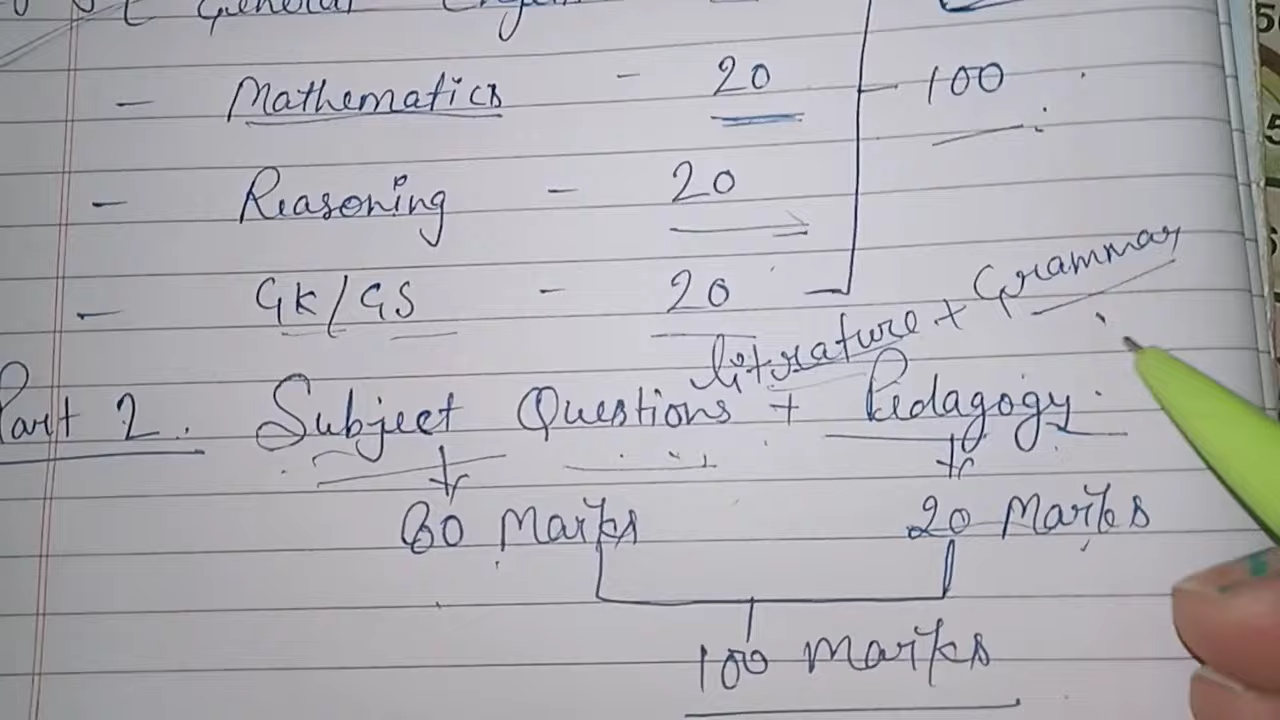 General
- Mathematics - 20 - 100
- Reasoning - 20
- GK/GS - 20
Literature + Grammar
Part 2. Subject Questions + Pedagogy.
80 Marks 20 Marks
100 marks